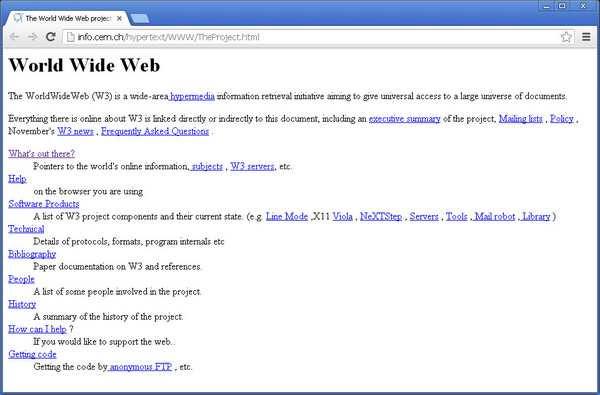 The World Wide Web project
info.cern.ch/hypertext/WWW/TheProject.html
World Wide Web
The WorldWideWeb (W3) is a wide-area hypermedia information retrieval initiative aiming to give universal access to a large universe of documents.
Everything there is online about W3 is linked directly or indirectly to this document, including an executive summary of the project, Mailing lists , Policy ,
November's W3 news , Frequently Asked Questions .
What's out there?
Pointers to the world's online information, subjects , W3 servers, etc.
Help
on the browser you are using
Software Products
A list of W3 project components and their current state. (e.g. Line Mode ,X11 Viola , NeXTStep , Servers , Tools , Mail robot , Library )
Technical
Details of protocols, formats, program internals etc
Bibliography
Paper documentation on W3 and references.
People
A list of some people involved in the project.
History
A summary of the history of the project.
How can I help ?
If you would like to support the web..
Getting code
Getting the code by anonymous FTP , etc.